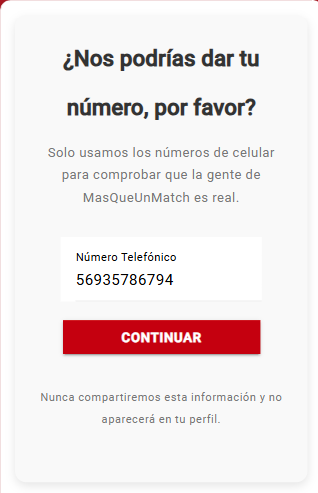 ¿Nos podrías dar tu
número, por favor?
Solo usamos los números de celular
para comprobar que la gente de
MasQueUnMatch es real.
Número Telefónico
56935786794
CONTINUAR
Nunca compartiremos esta información y no
aparecerá en tu perfil.